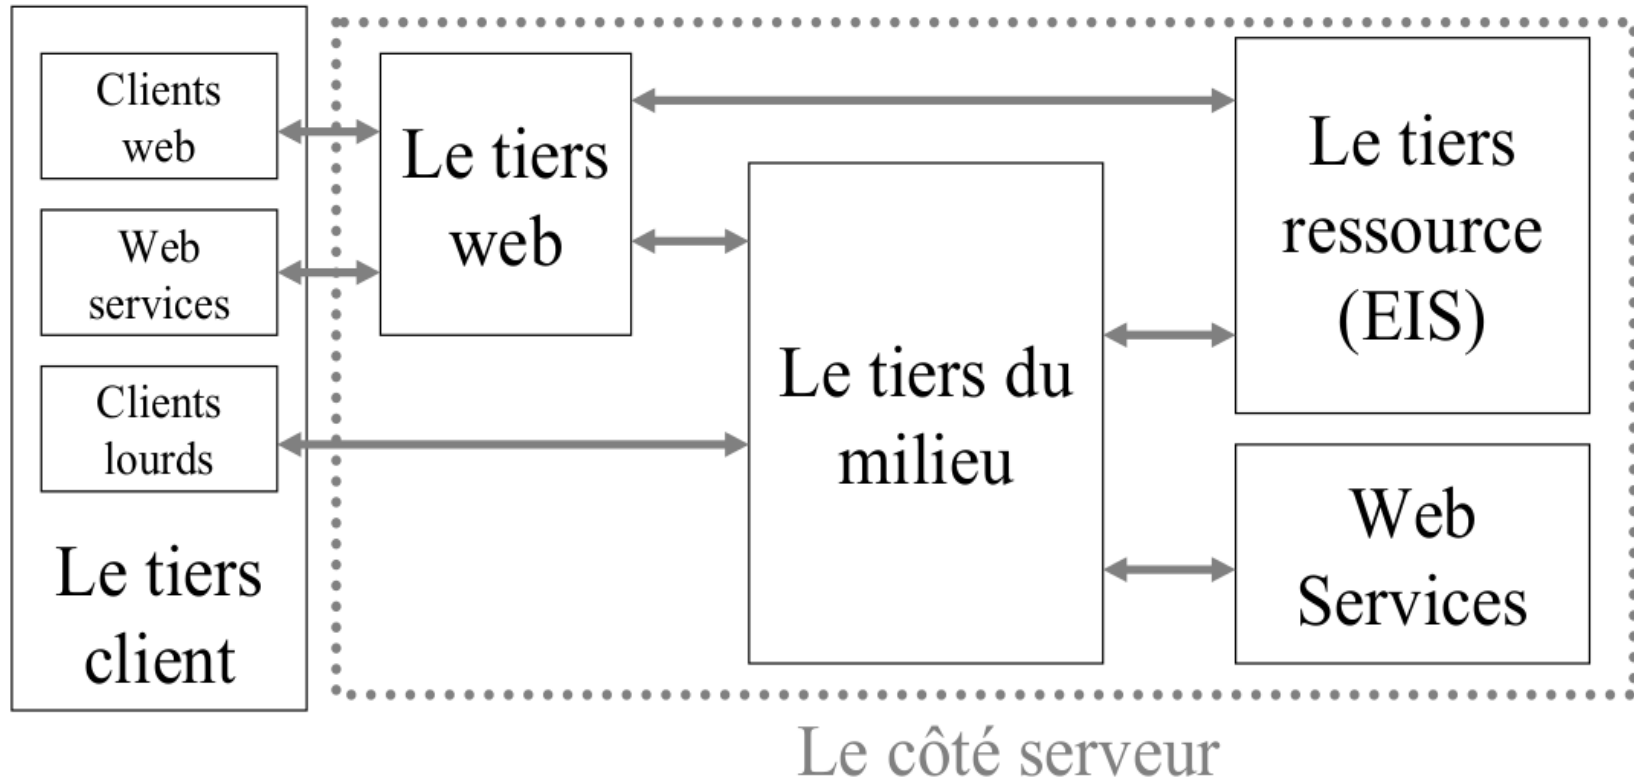 Clients
web
Web
services
Clients
lourds
Le tiers
client
Le tiers
web
Le tiers du
milieu
Le tiers
ressource
(EIS)
Web
Services
Le côté serveur